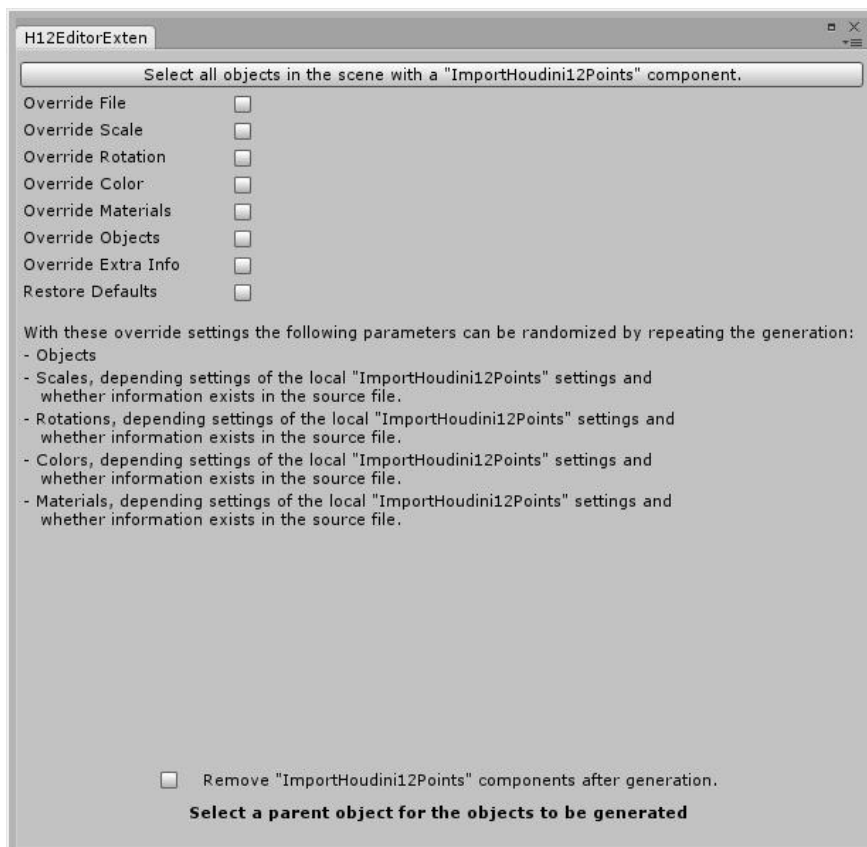 H12EditorExten
Select all objects in the scene with a "ImportHoudini12Points" component.
Override File
Override Scale
Override Rotation
Override Color
Override Materials
Override Objects
Override Extra Info
Restore Defaults
With these override settings the following parameters can be randomized by repeating the generation:
- Objects
- Scales, depending settings of the local "ImportHoudini12Points" settings and
whether information exists in the source file.
- Rotations, depending settings of the local "ImportHoudini12Points" settings and
whether information exists in the source file.
- Colors, depending settings of the local "ImportHoudini12Points" settings and
whether information exists in the source file.
- Materials, depending settings of the local "ImportHoudini12Points" settings and
whether information exists in the source file.
Remove "ImportHoudini12Points" components after generation.
Select a parent object for the objects to be generated